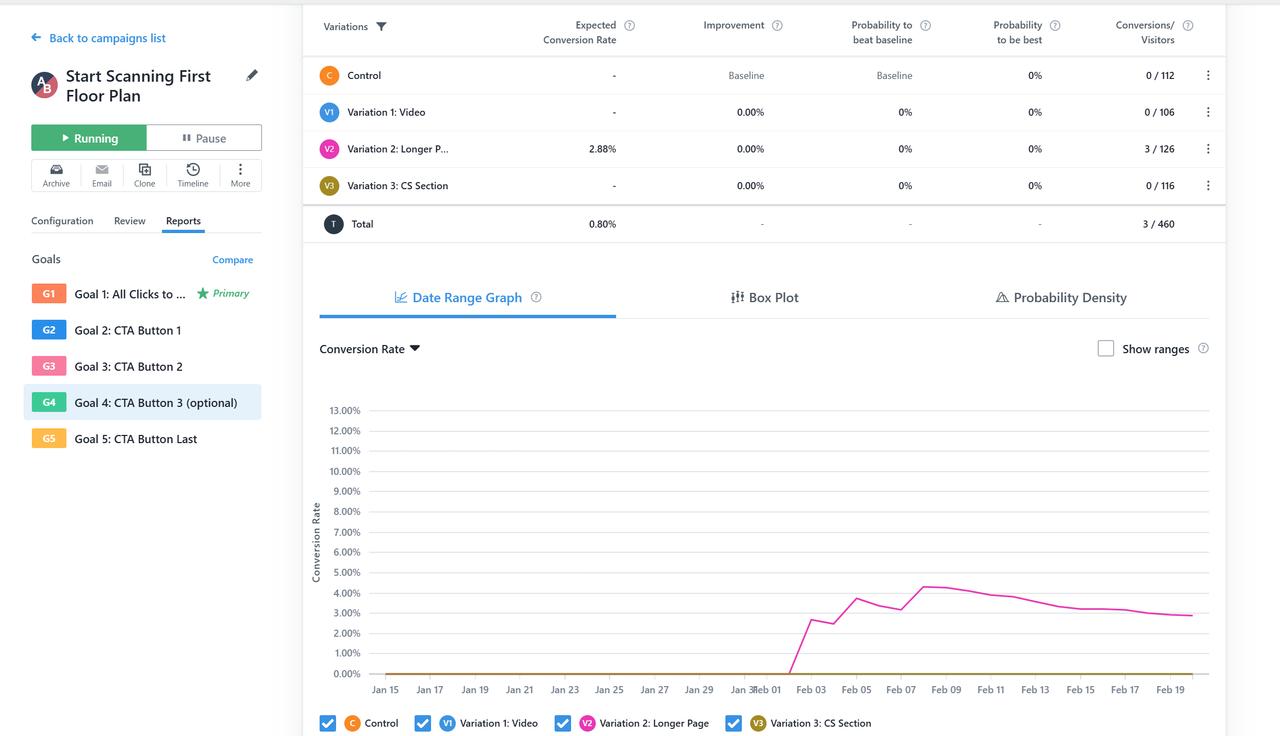 Back to campaigns list
A
B
Start Scanning First
Floor Plan
Running
Pause
Archive
Email
Clone
Timeline
More
Configuration
Review
Reports
Goals
Compare
G1
Goal 1: All Clicks to ...
Primary
G2
Goal 2: CTA Button 1
G3
Goal 3: CTA Button 2
G4
Goal 4: CTA Button 3 (optional)
G5
Goal 5: CTA Button Last
Variations
Expected
Conversion Rate
?
Improvement
?
Probability to
beat baseline
?
Probability
to be best
?
Conversions/
Visitors
?
C Control - Baseline Baseline 0% 0 / 112
V1 Variation 1: Video - 0.00% 0% 0% 0 / 106
V2 Variation 2: Longer P... 2.88% 0.00% 0% 0% 3 / 126
V3 Variation 3: CS Section - 0.00% 0% 0% 0 / 116
T Total 0.80% - - - 3 / 460
Date Range Graph ?
Box Plot
Probability Density
Conversion Rate
Show ranges ?
Conversion Rate
13.00%
12.00%
11.00%
10.00%
9.00%
8.00%
7.00%
6.00%
5.00%
4.00%
3.00%
2.00%
1.00%
0.00%
Jan 15 Jan 17 Jan 19 Jan 21 Jan 23 Jan 25 Jan 27 Jan 29 Jan 31 Feb 01 Feb 03 Feb 05 Feb 07 Feb 09 Feb 11 Feb 13 Feb 15 Feb 17 Feb 19
C Control V1 Variation 1: Video V2 Variation 2: Longer Page V3 Variation 3: CS Section